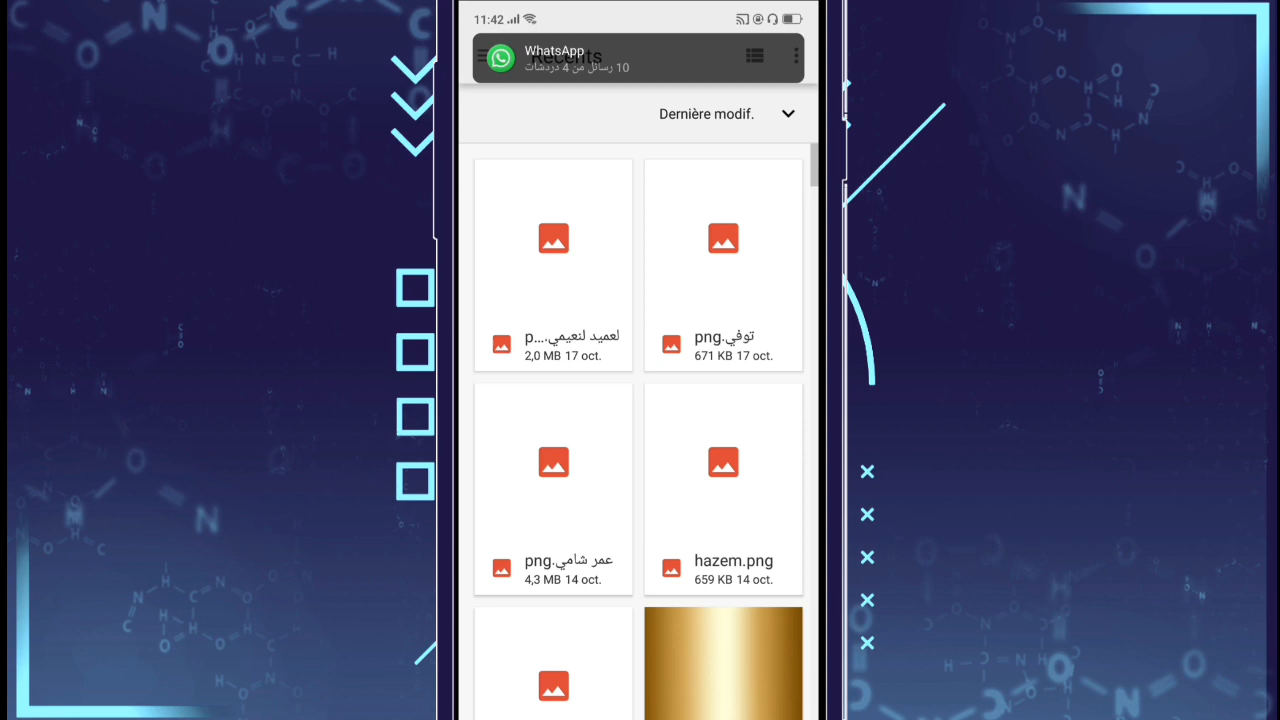 11:42
WhatsApp
Recents
10 رسائل من 4 دردشات
Dernière modif.
لعميد لنعيمي.…p
2,0 MB 17 oct.
توفي.png
671 KB 17 oct.
عمر شامي.png
4,3 MB 14 oct.
hazem.png
659 KB 14 oct.